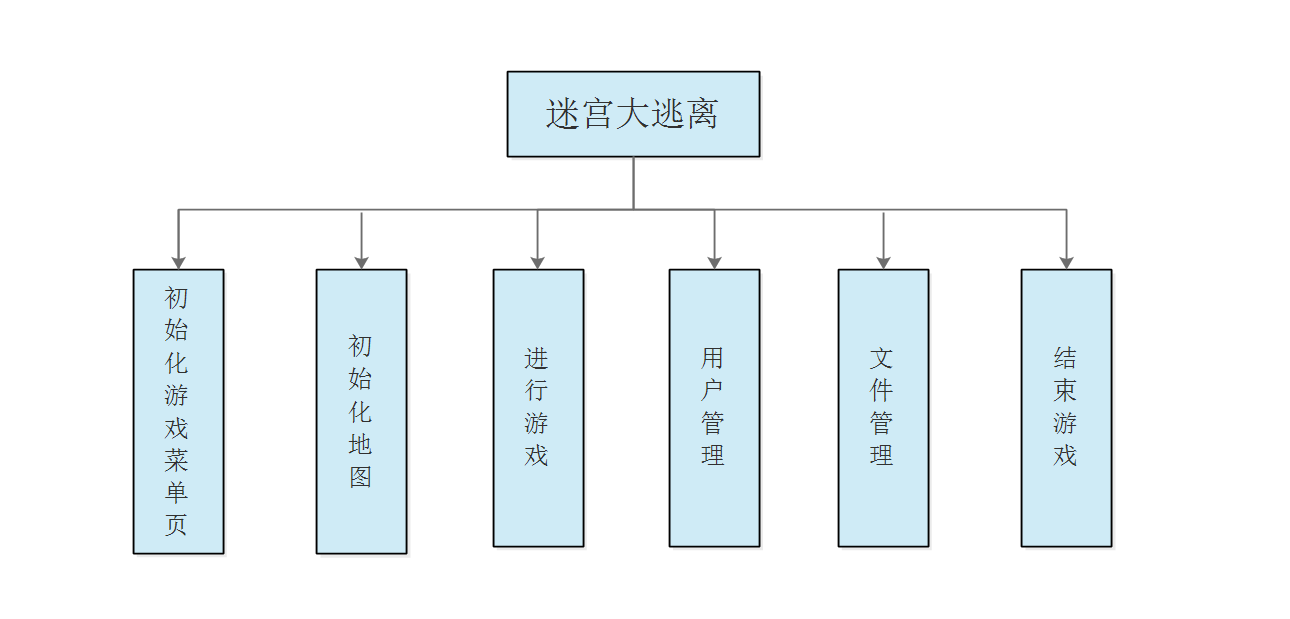 迷宫大逃离
初始化游戏菜单页
初始化地图
进行游戏
用户管理
文件管理
结束游戏